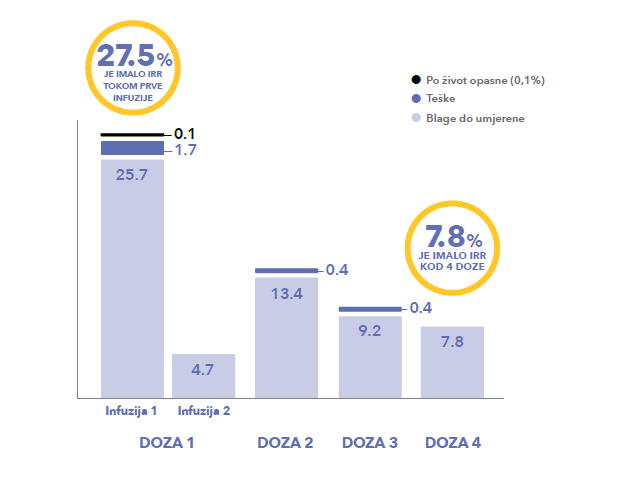 27.5%
JE IMALO IRR
TOKOM PRVE
INFUZIJE
Po život opasne (0,1%)
Teške
Blage do umjerene
0.1
1.7
25.7
4.7
0.4
13.4
0.4
9.2
7.8
7.8%
JE IMALO IRR
KOD 4 DOZE
Infuzija 1
Infuzija 2
DOZA 1
DOZA 2
DOZA 3
DOZA 4